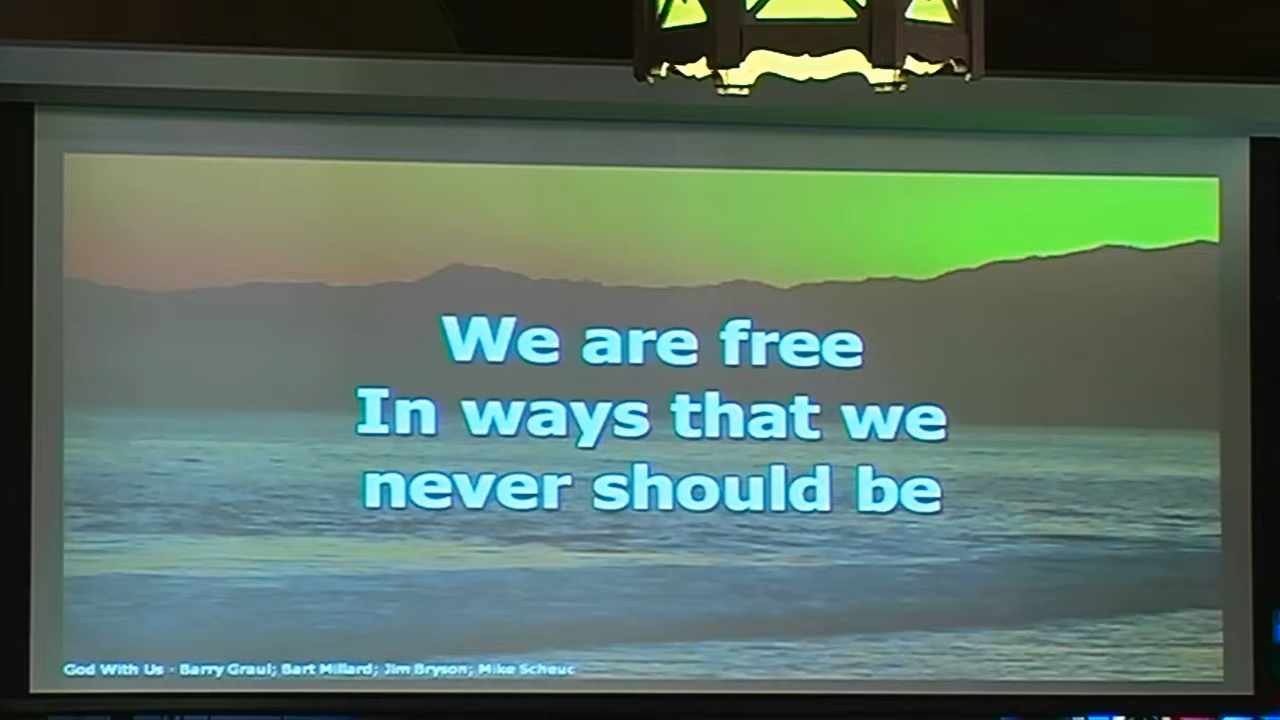 We are free
In ways that we
never should be
God With Us - Barry Graul; Bart Millard; Jim Bryson; Mike Scheuc